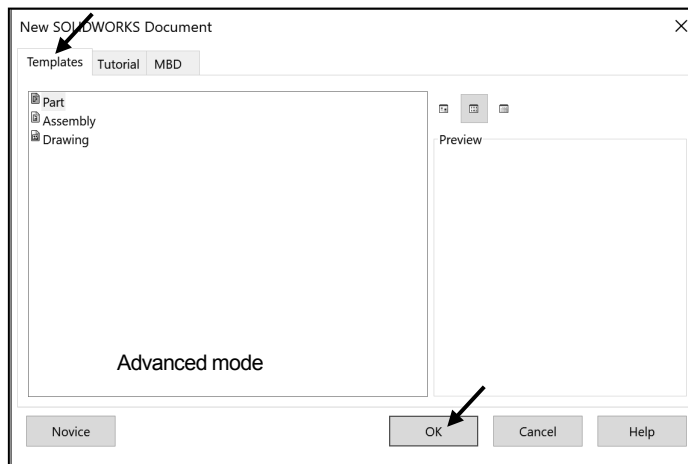 New SOLIDWORKS Document
Templates Tutorial MBD
Part
Assembly
Drawing
Preview
Advanced mode
Novice OK Cancel Help